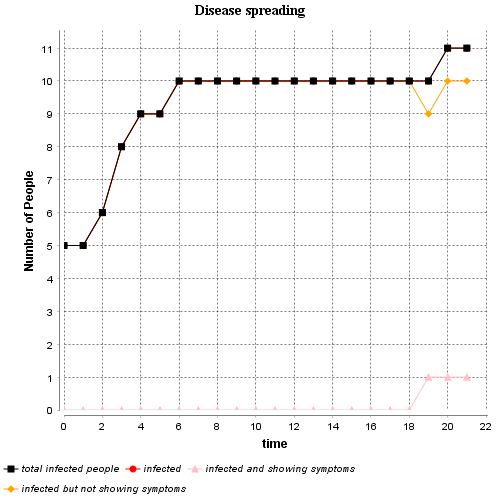 Disease spreading
11
10
9
8
7
6
5
4
3
2
1
0
Number of People
0 2 4 6 8 10 12 14 16 18 20 22
time
total infected people infected infected and showing symptoms
infected but not showing symptoms